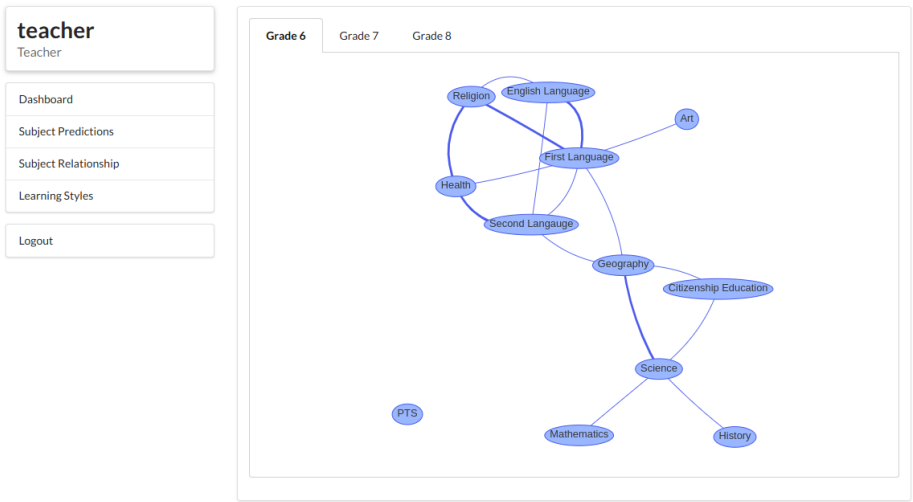 teacher
Teacher
Dashboard
Subject Predictions
Subject Relationship
Learning Styles
Logout
Grade 6
Grade 7
Grade 8
Religion
English Language
Art
First Language
Health
Second Langauge
Geography
Citizenship Education
Science
PTS
Mathematics
History